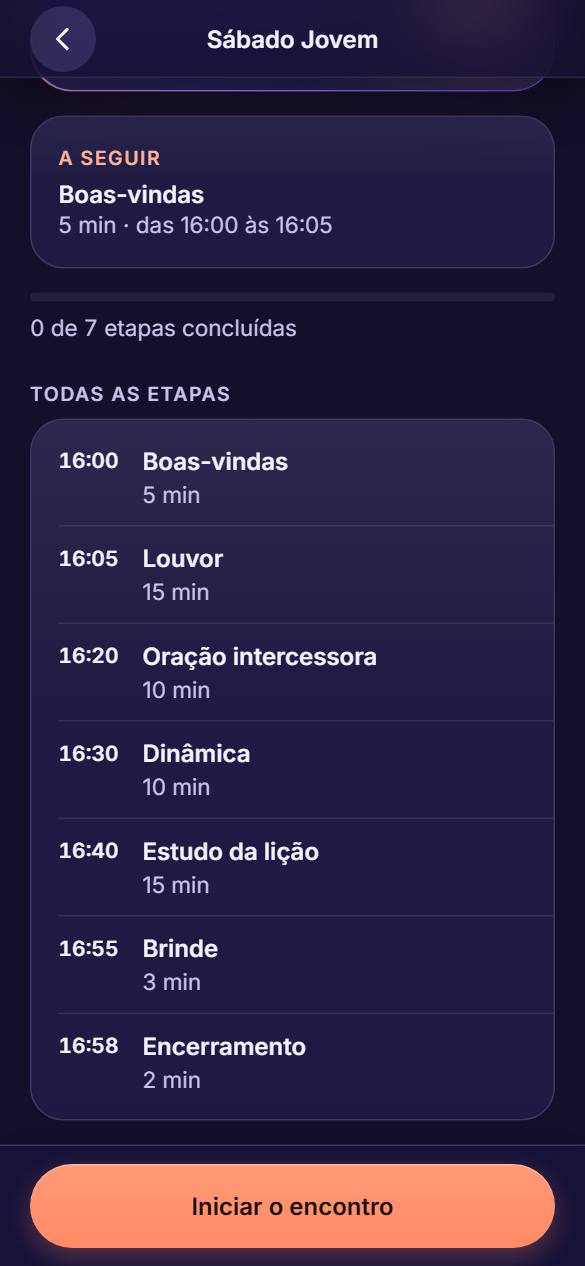 Sábado Jovem
A SEGUIR
Boas-vindas
5 min · das 16:00 às 16:05
0 de 7 etapas concluídas
TODAS AS ETAPAS
16:00 Boas-vindas
5 min
16:05 Louvor
15 min
16:20 Oração intercessora
10 min
16:30 Dinâmica
10 min
16:40 Estudo da lição
15 min
16:55 Brinde
3 min
16:58 Encerramento
2 min
Iniciar o encontro